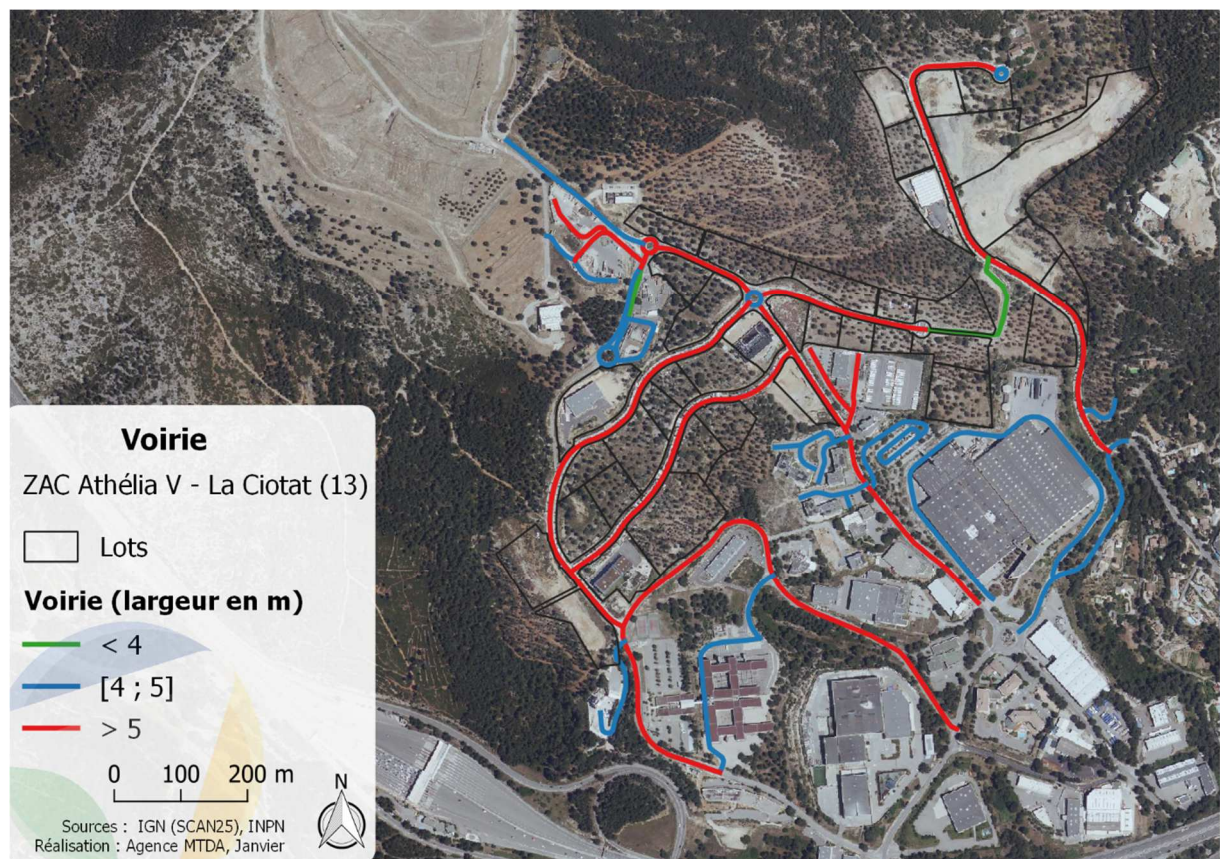 Voirie
ZAC Athélia V - La Ciotat (13)
Lots
Voirie (largeur en m)
< 4
[4 ; 5]
> 5
0 100 200 m
N
Sources : IGN (SCAN25), INPN
Réalisation : Agence MTDA, Janvier